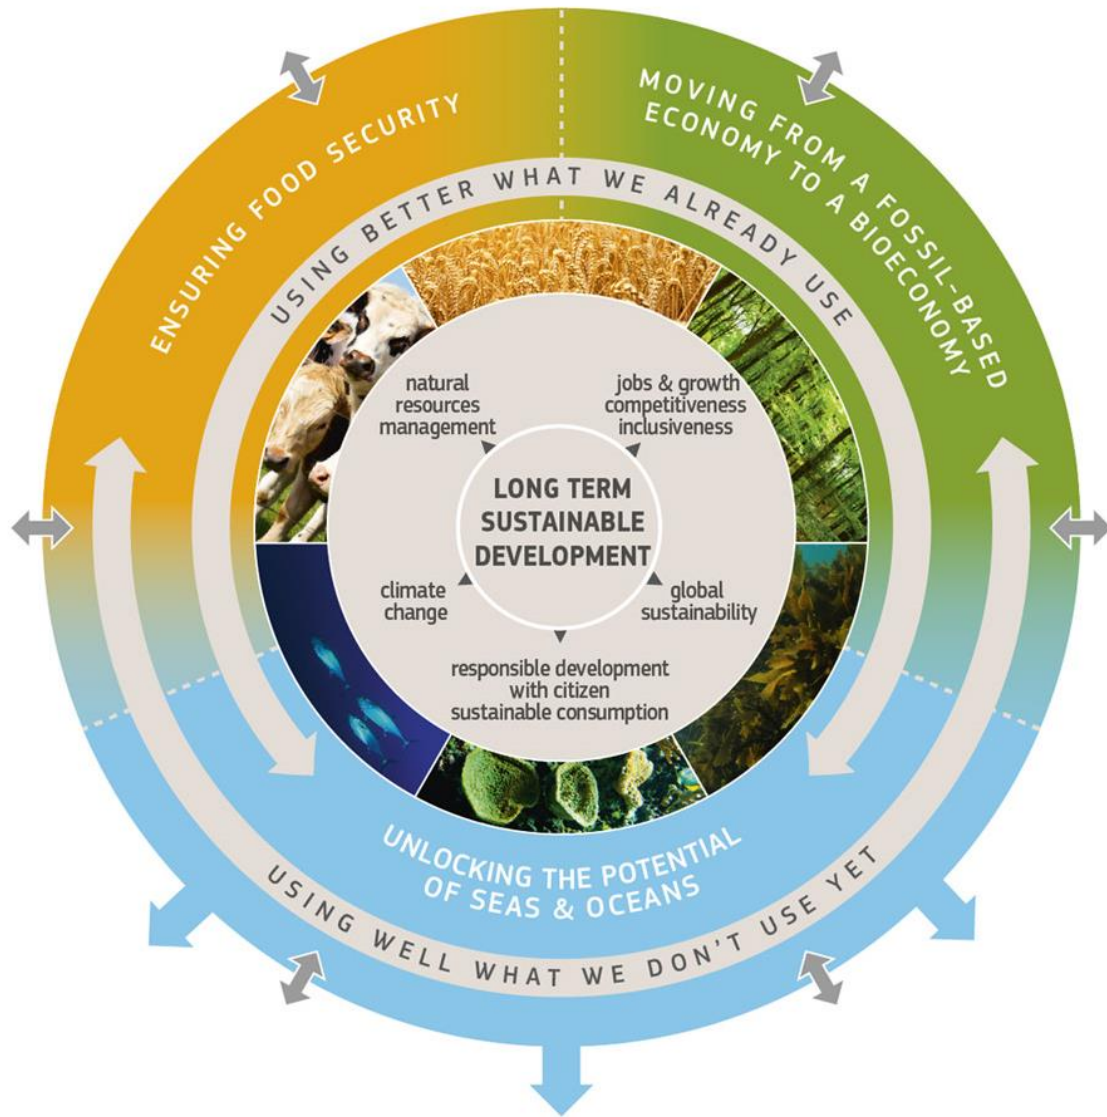 ENSURING FOOD SECURITY
MOVING FROM A FOSSIL-BASED
ECONOMY TO A BIOECONOMY
USING BETTER WHAT WE ALREADY USE
natural
resources
management
jobs & growth
competitiveness
inclusiveness
LONG TERM
SUSTAINABLE
DEVELOPMENT
climate
change
global
sustainability
responsible development
with citizen
sustainable consumption
UNLOCKING THE POTENTIAL
OF SEAS & OCEANS
USING WELL WHAT WE DON'T USE YET